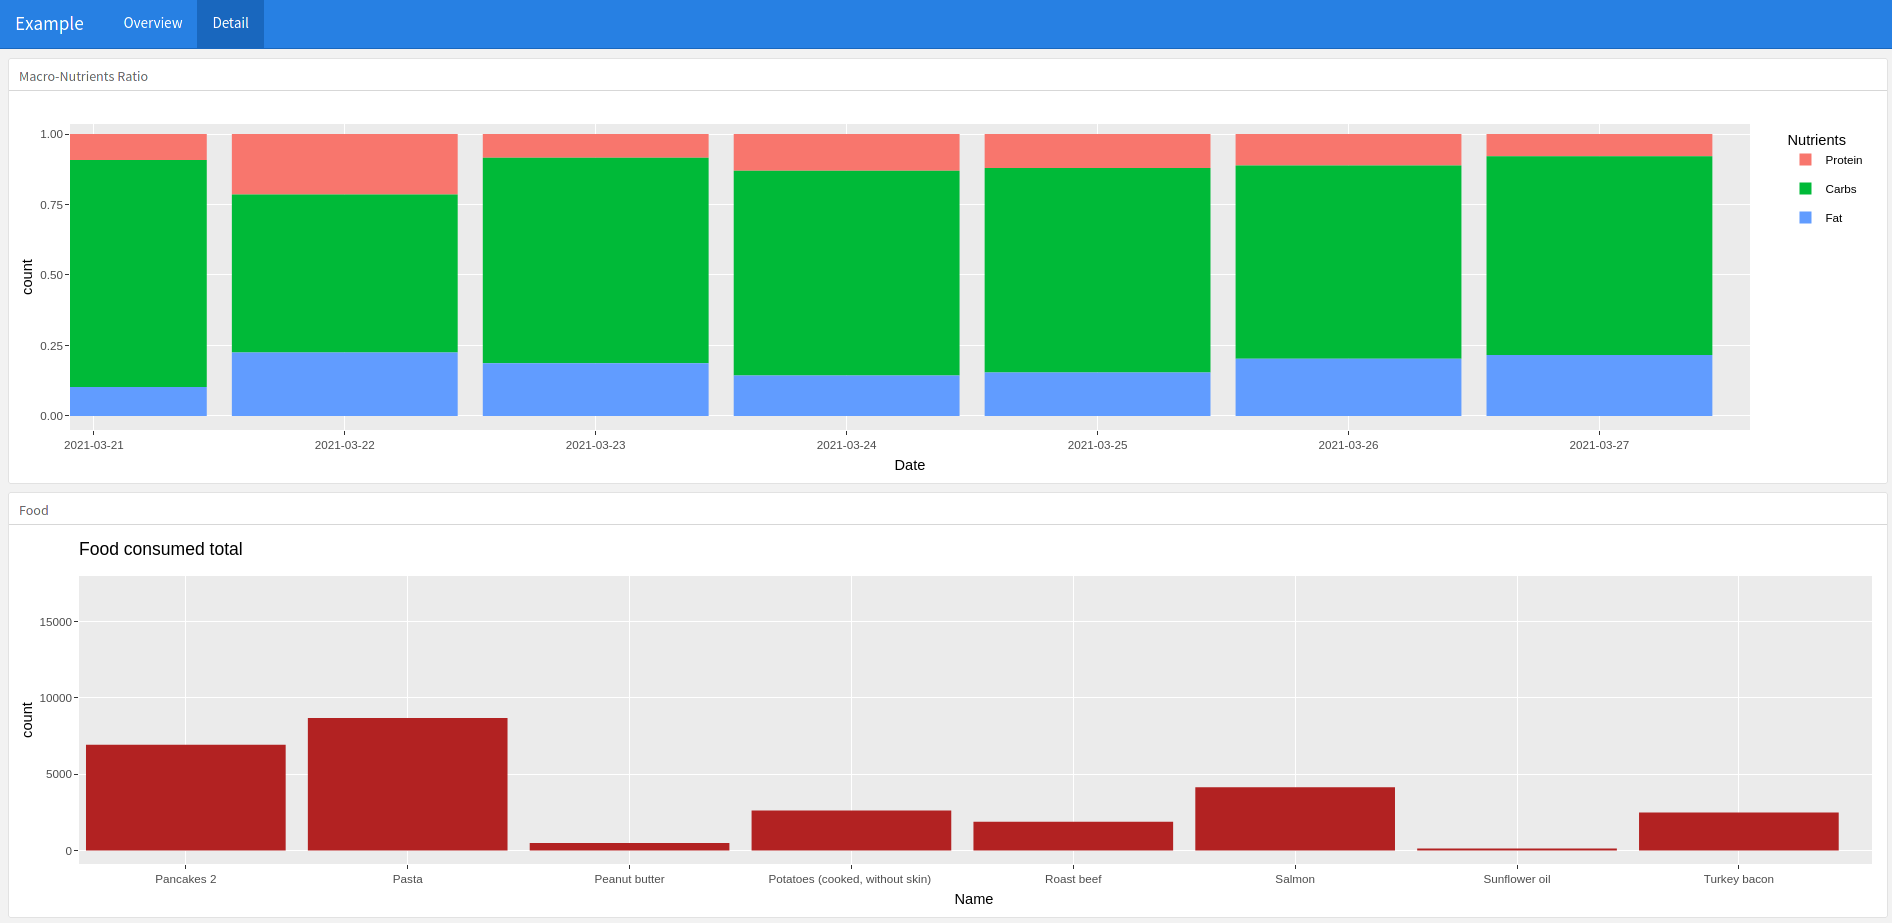 Example Overview Detail
Macro-Nutrients Ratio
1.00
0.75
0.50
0.25
0.00
count
2021-03-21 2021-03-22 2021-03-23 2021-03-24 2021-03-25 2021-03-26 2021-03-27
Date
Nutrients
Protein
Carbs
Fat
Food
Food consumed total
15000
10000
5000
0
count
Pancakes 2 Pasta Peanut butter Potatoes (cooked, without skin) Roast beef Salmon Sunflower oil Turkey bacon
Name